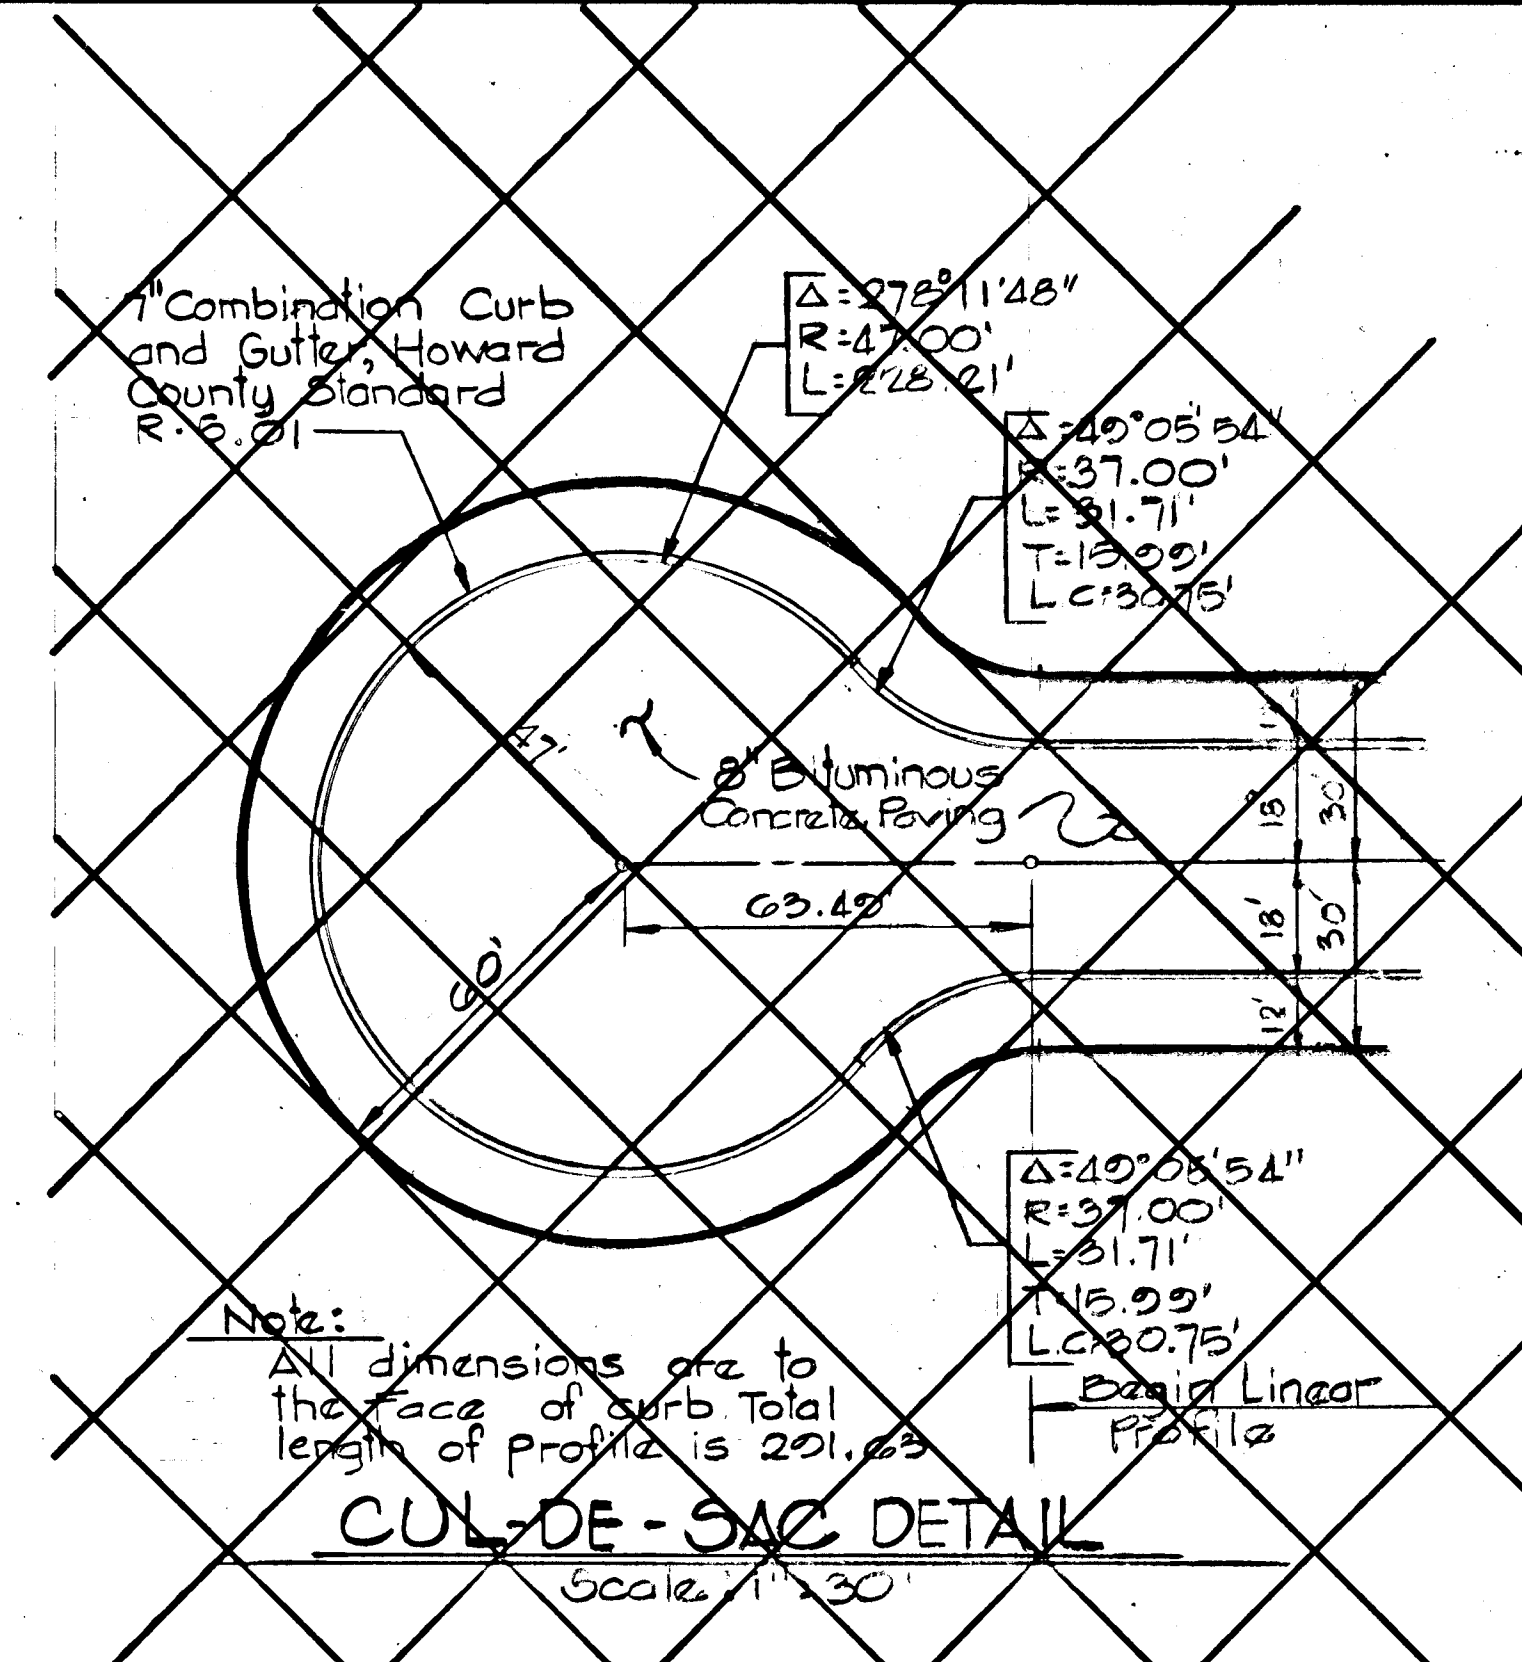 7" Combination Curb
and Gutter, Howard
County Standard
R-5.01
Δ=278°11'48"
R=47.00'
L=228.21'
Δ=49°05'54"
R=37.00'
L=31.71'
T=15.99'
L.C.=30.75'
47'
8" Bituminous
Concrete Paving
18'
30'
63.49'
60'
18'
30'
12'
Δ=49°05'54"
R=37.00'
L=31.71'
T=15.99'
L.C.=30.75'
Note:
All dimensions are to
the Face of curb. Total
length of profile is 291.63
Begin Linear
Profile
CUL-DE-SAC DETAIL
Scale: 1"=30'